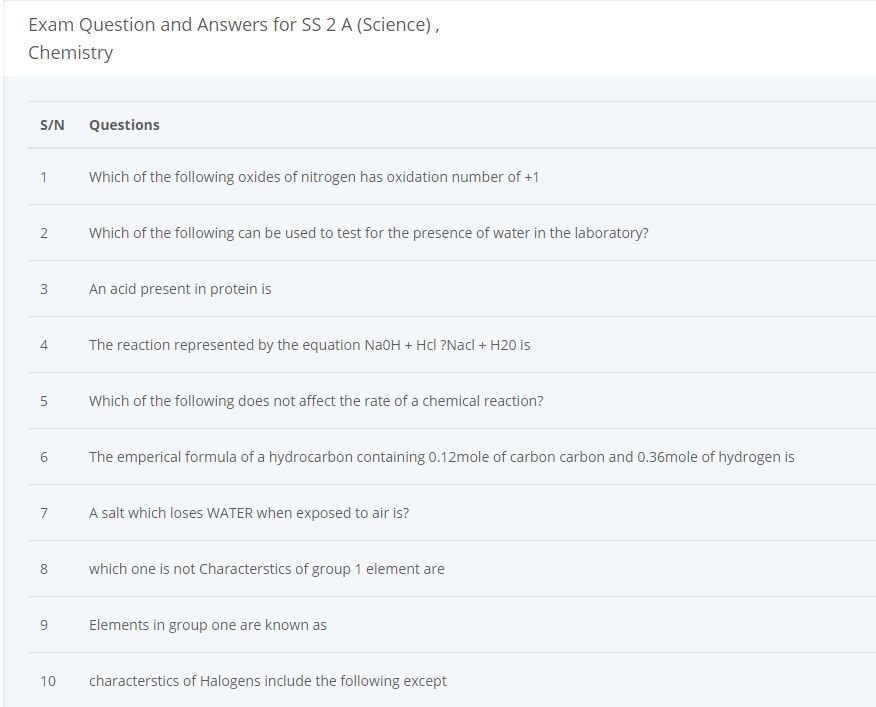 Exam Question and Answers for SS 2 A (Science) ,
Chemistry
S/N Questions
1 Which of the following oxides of nitrogen has oxidation number of +1
2 Which of the following can be used to test for the presence of water in the laboratory?
3 An acid present in protein is
4 The reaction represented by the equation Na0H + Hcl ?Nacl + H20 is
5 Which of the following does not affect the rate of a chemical reaction?
6 The emperical formula of a hydrocarbon containing 0.12mole of carbon carbon and 0.36mole of hydrogen is
7 A salt which loses WATER when exposed to air is?
8 which one is not Characterstics of group 1 element are
9 Elements in group one are known as
10 characterstics of Halogens include the following except